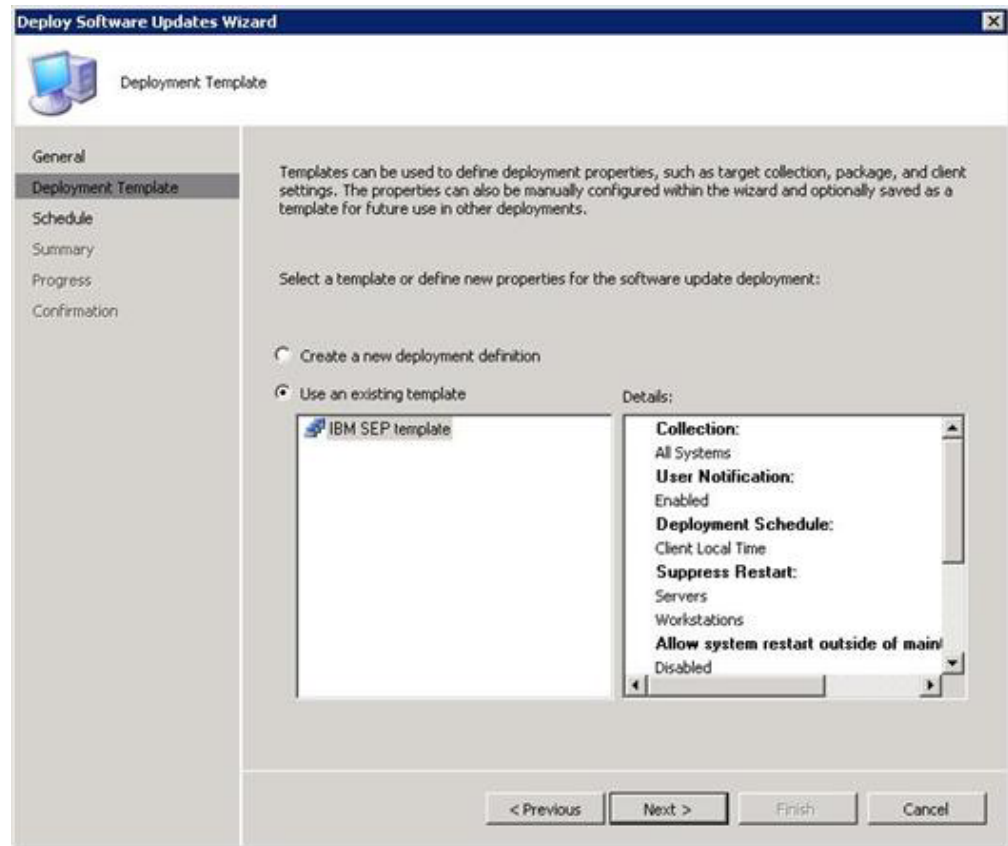 Deploy Software Updates Wizard
Deployment Template
General
Deployment Template
Schedule
Summary
Progress
Confirmation
Templates can be used to define deployment properties, such as target collection, package, and client
settings. The properties can also be manually configured within the wizard and optionally saved as a
template for future use in other deployments.
Select a template or define new properties for the software update deployment:
Create a new deployment definition
Use an existing template
IBM SEP template
Details:
Collection:
All Systems
User Notification:
Enabled
Deployment Schedule:
Client Local Time
Suppress Restart:
Servers
Workstations
Allow system restart outside of main
Disabled
< Previous
Next >
Finish
Cancel